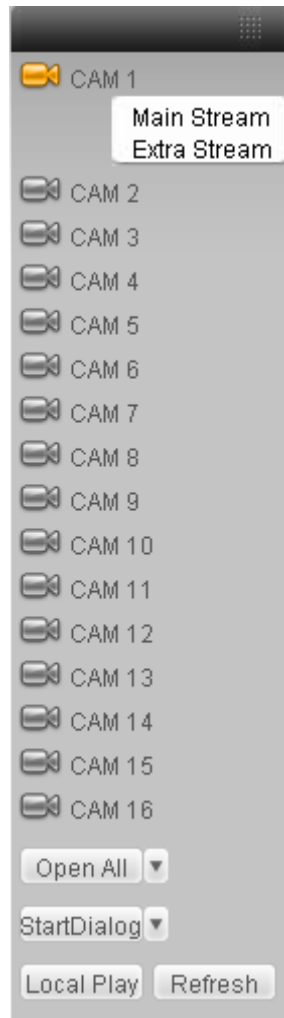 CAM 1
Main Stream
Extra Stream
CAM 2
CAM 3
CAM 4
CAM 5
CAM 6
CAM 7
CAM 8
CAM 9
CAM 10
CAM 11
CAM 12
CAM 13
CAM 14
CAM 15
CAM 16
Open All
StartDialog
Local Play Refresh